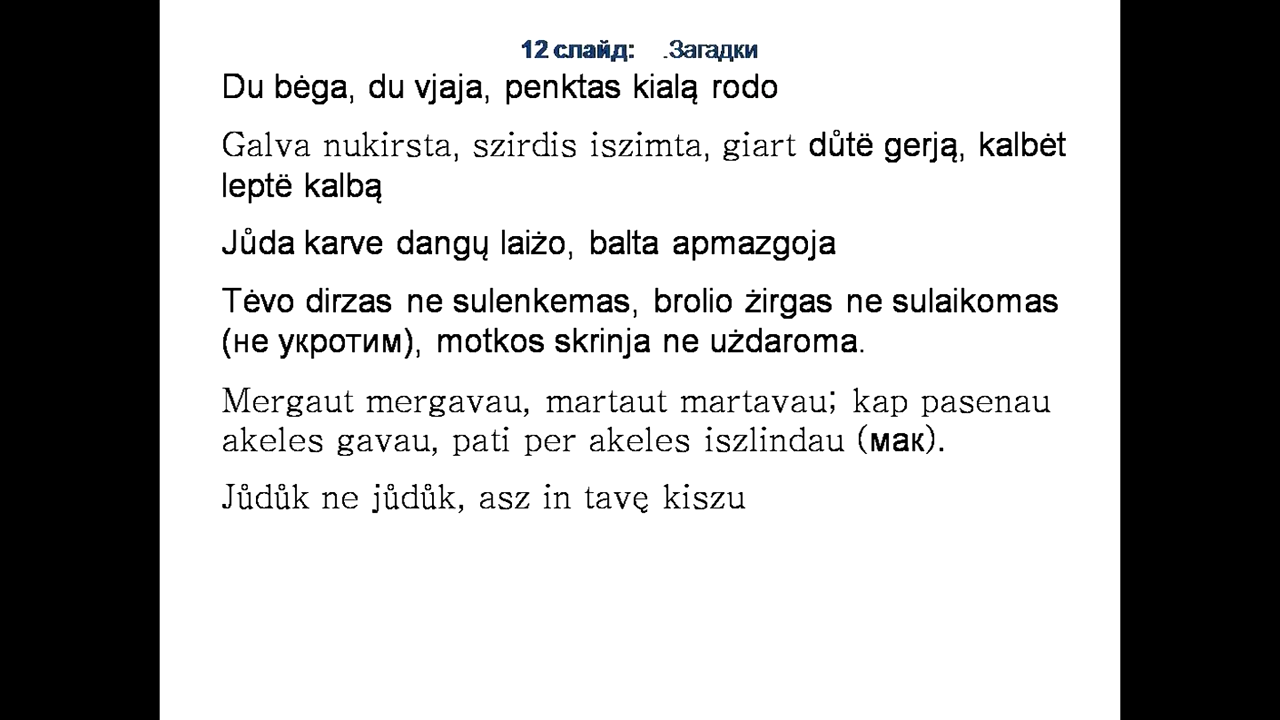 12 слайд: .Загадки
Du bėga, du vjaja, penktas kialą rodo
Galva nukirsta, szirdis iszimta, giart důtë gerją, kalbėt
leptë kalbą
Jůda karve dangų laiżo, balta apmazgoja
Tėvo dirzas ne sulenkemas, brolio żirgas ne sulaikomas
(не укротим), motkos skrinja ne użdaroma.
Mergaut mergavau, martaut martavau; kap pasenau
akeles gavau, pati per akeles iszlindau (мак).
Jůdůk ne jůdůk, asz in tavę kiszu